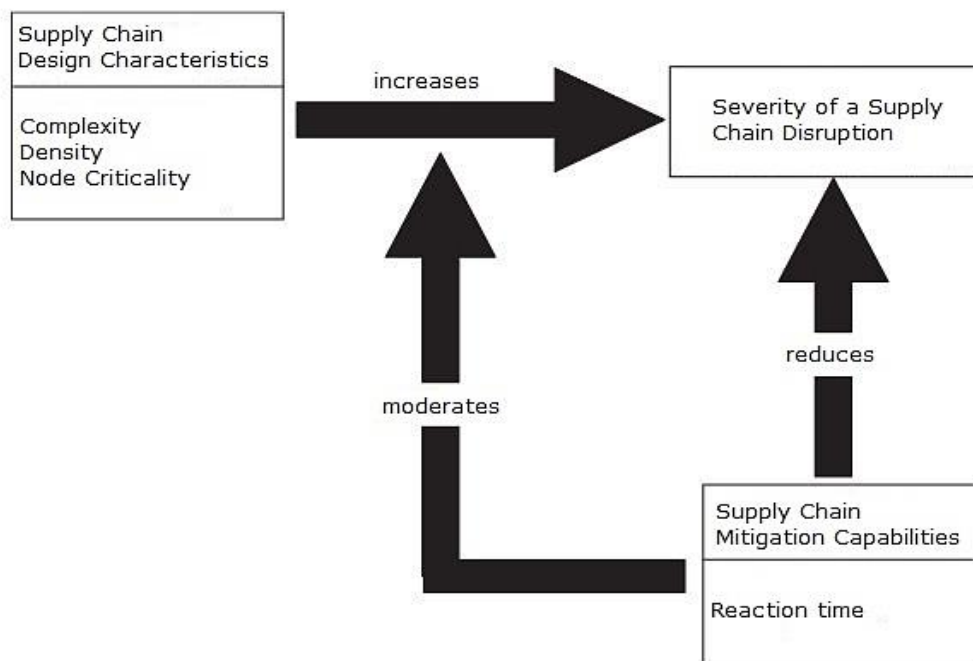 Supply Chain
Design Characteristics
Complexity
Density
Node Criticality
increases
Severity of a Supply
Chain Disruption
moderates
reduces
Supply Chain
Mitigation Capabilities
Reaction time